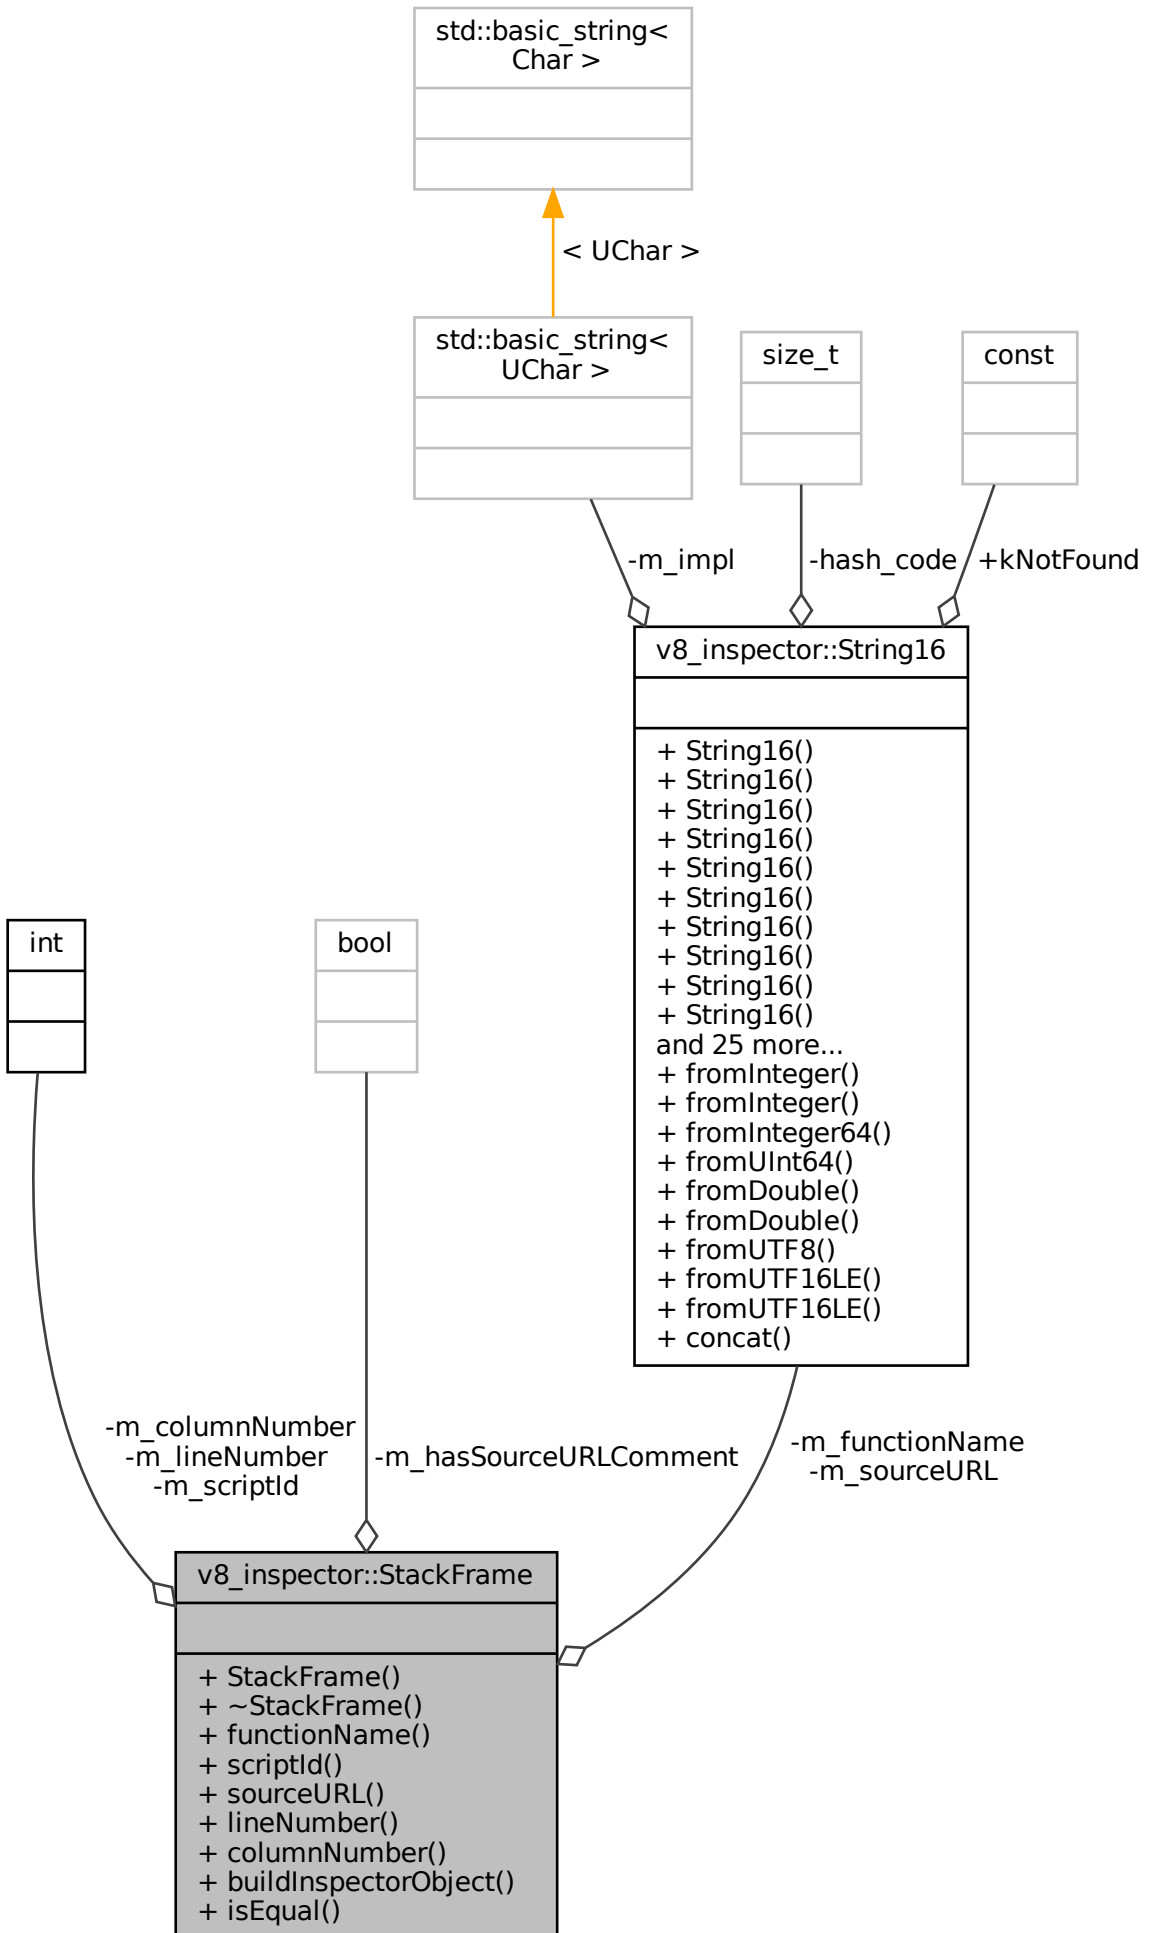 std::basic_string<
Char >
< UChar >
std::basic_string<
UChar >
size_t
const
-m_impl
-hash_code
+kNotFound
v8_inspector::String16
+ String16()
+ String16()
+ String16()
+ String16()
+ String16()
+ String16()
+ String16()
+ String16()
+ String16()
+ String16()
and 25 more...
+ fromInteger()
+ fromInteger()
+ fromInteger64()
+ fromUInt64()
+ fromDouble()
+ fromDouble()
+ fromUTF8()
+ fromUTF16LE()
+ fromUTF16LE()
+ concat()
int
bool
-m_columnNumber
-m_lineNumber
-m_scriptId
-m_hasSourceURLComment
-m_functionName
-m_sourceURL
v8_inspector::StackFrame
+ StackFrame()
+ ~StackFrame()
+ functionName()
+ scriptId()
+ sourceURL()
+ lineNumber()
+ columnNumber()
+ buildInspectorObject()
+ isEqual()